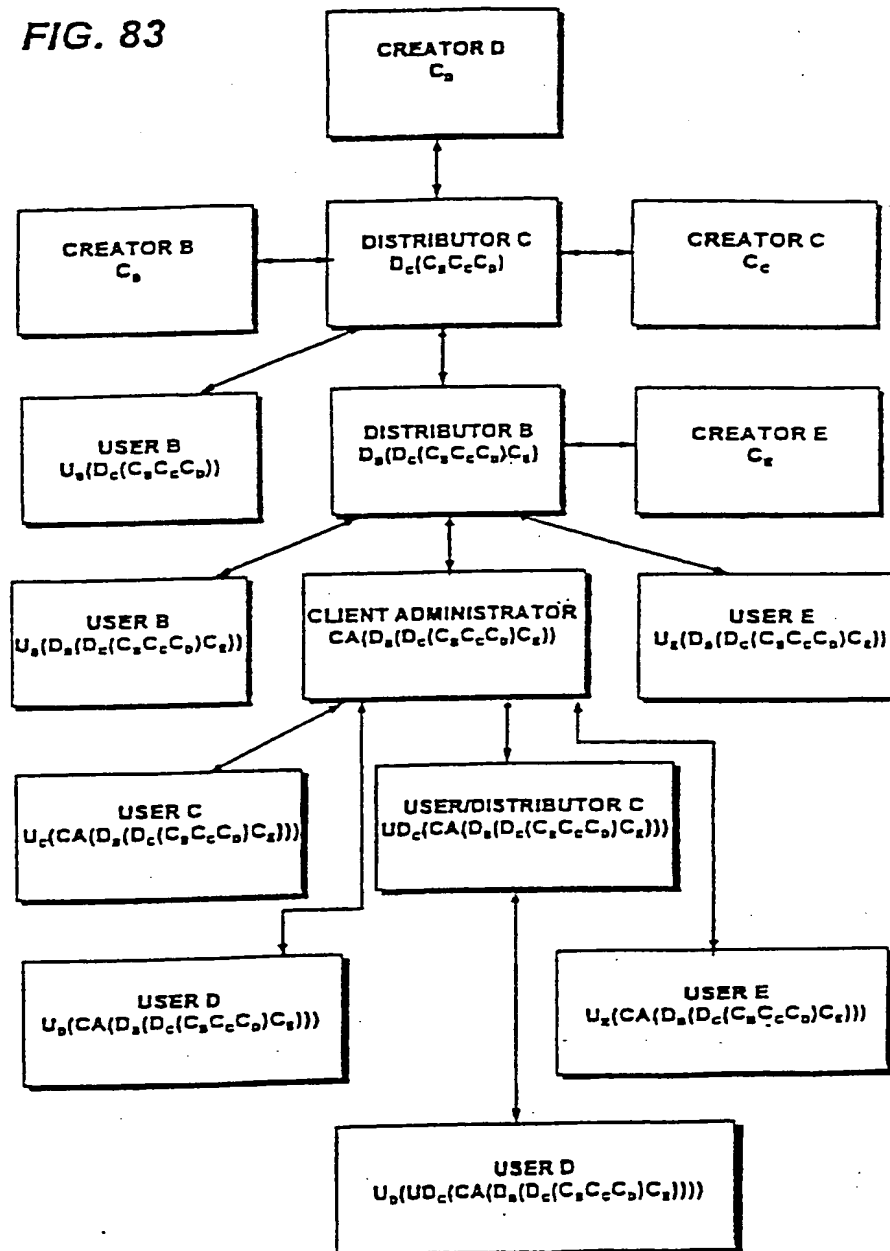 FIG. 83
CREATOR D
C_D
CREATOR B
C_B
DISTRIBUTOR C
D_C(C_BC_CC_D)
CREATOR C
C_C
USER B
U_B(D_C(C_BC_CC_D))
DISTRIBUTOR B
D_B(D_C(C_BC_CC_D)C_E)
CREATOR E
C_E
USER B
U_B(D_B(D_C(C_BC_CC_D)C_E))
CLIENT ADMINISTRATOR
CA(D_B(D_C(C_BC_CC_D)C_E))
USER E
U_E(D_B(D_C(C_BC_CC_D)C_E))
USER C
U_C(CA(D_B(D_C(C_BC_CC_D)C_E)))
USER/DISTRIBUTOR C
UD_C(CA(D_B(D_C(C_BC_CC_D)C_E)))
USER D
U_D(CA(D_B(D_C(C_BC_CC_D)C_E)))
USER E
U_E(CA(D_B(D_C(C_BC_CC_D)C_E)))
USER D
U_D(UD_C(CA(D_B(D_C(C_BC_CC_D)C_E))))